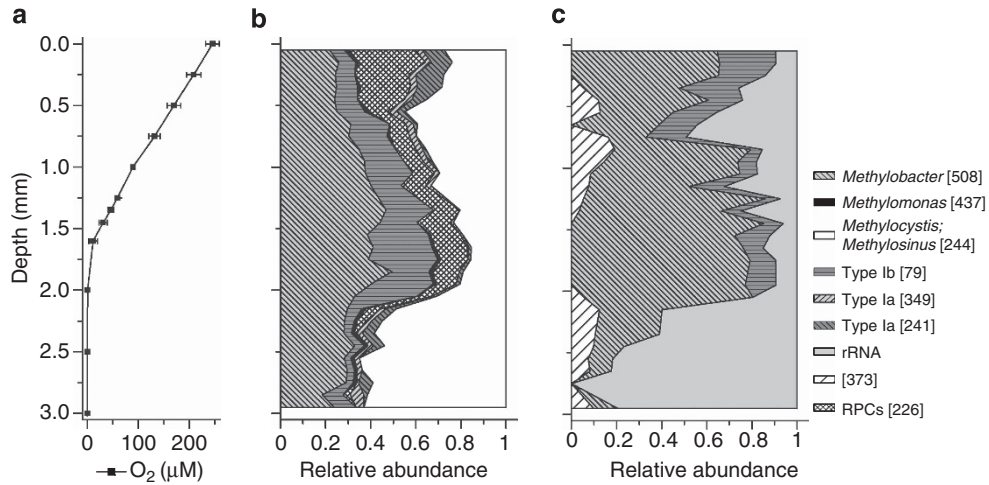 a
b
c
0.0
0.5
1.0
1.5
2.0
2.5
3.0
Depth (mm)
0 100 200
O2 (μM)
0 0.2 0.4 0.6 0.8 1
Relative abundance
0 0.2 0.4 0.6 0.8 1
Relative abundance
Methylobacter [508]
Methylomonas [437]
Methylocystis;
Methylosinus [244]
Type Ib [79]
Type Ia [349]
Type Ia [241]
rRNA
[373]
RPCs [226]